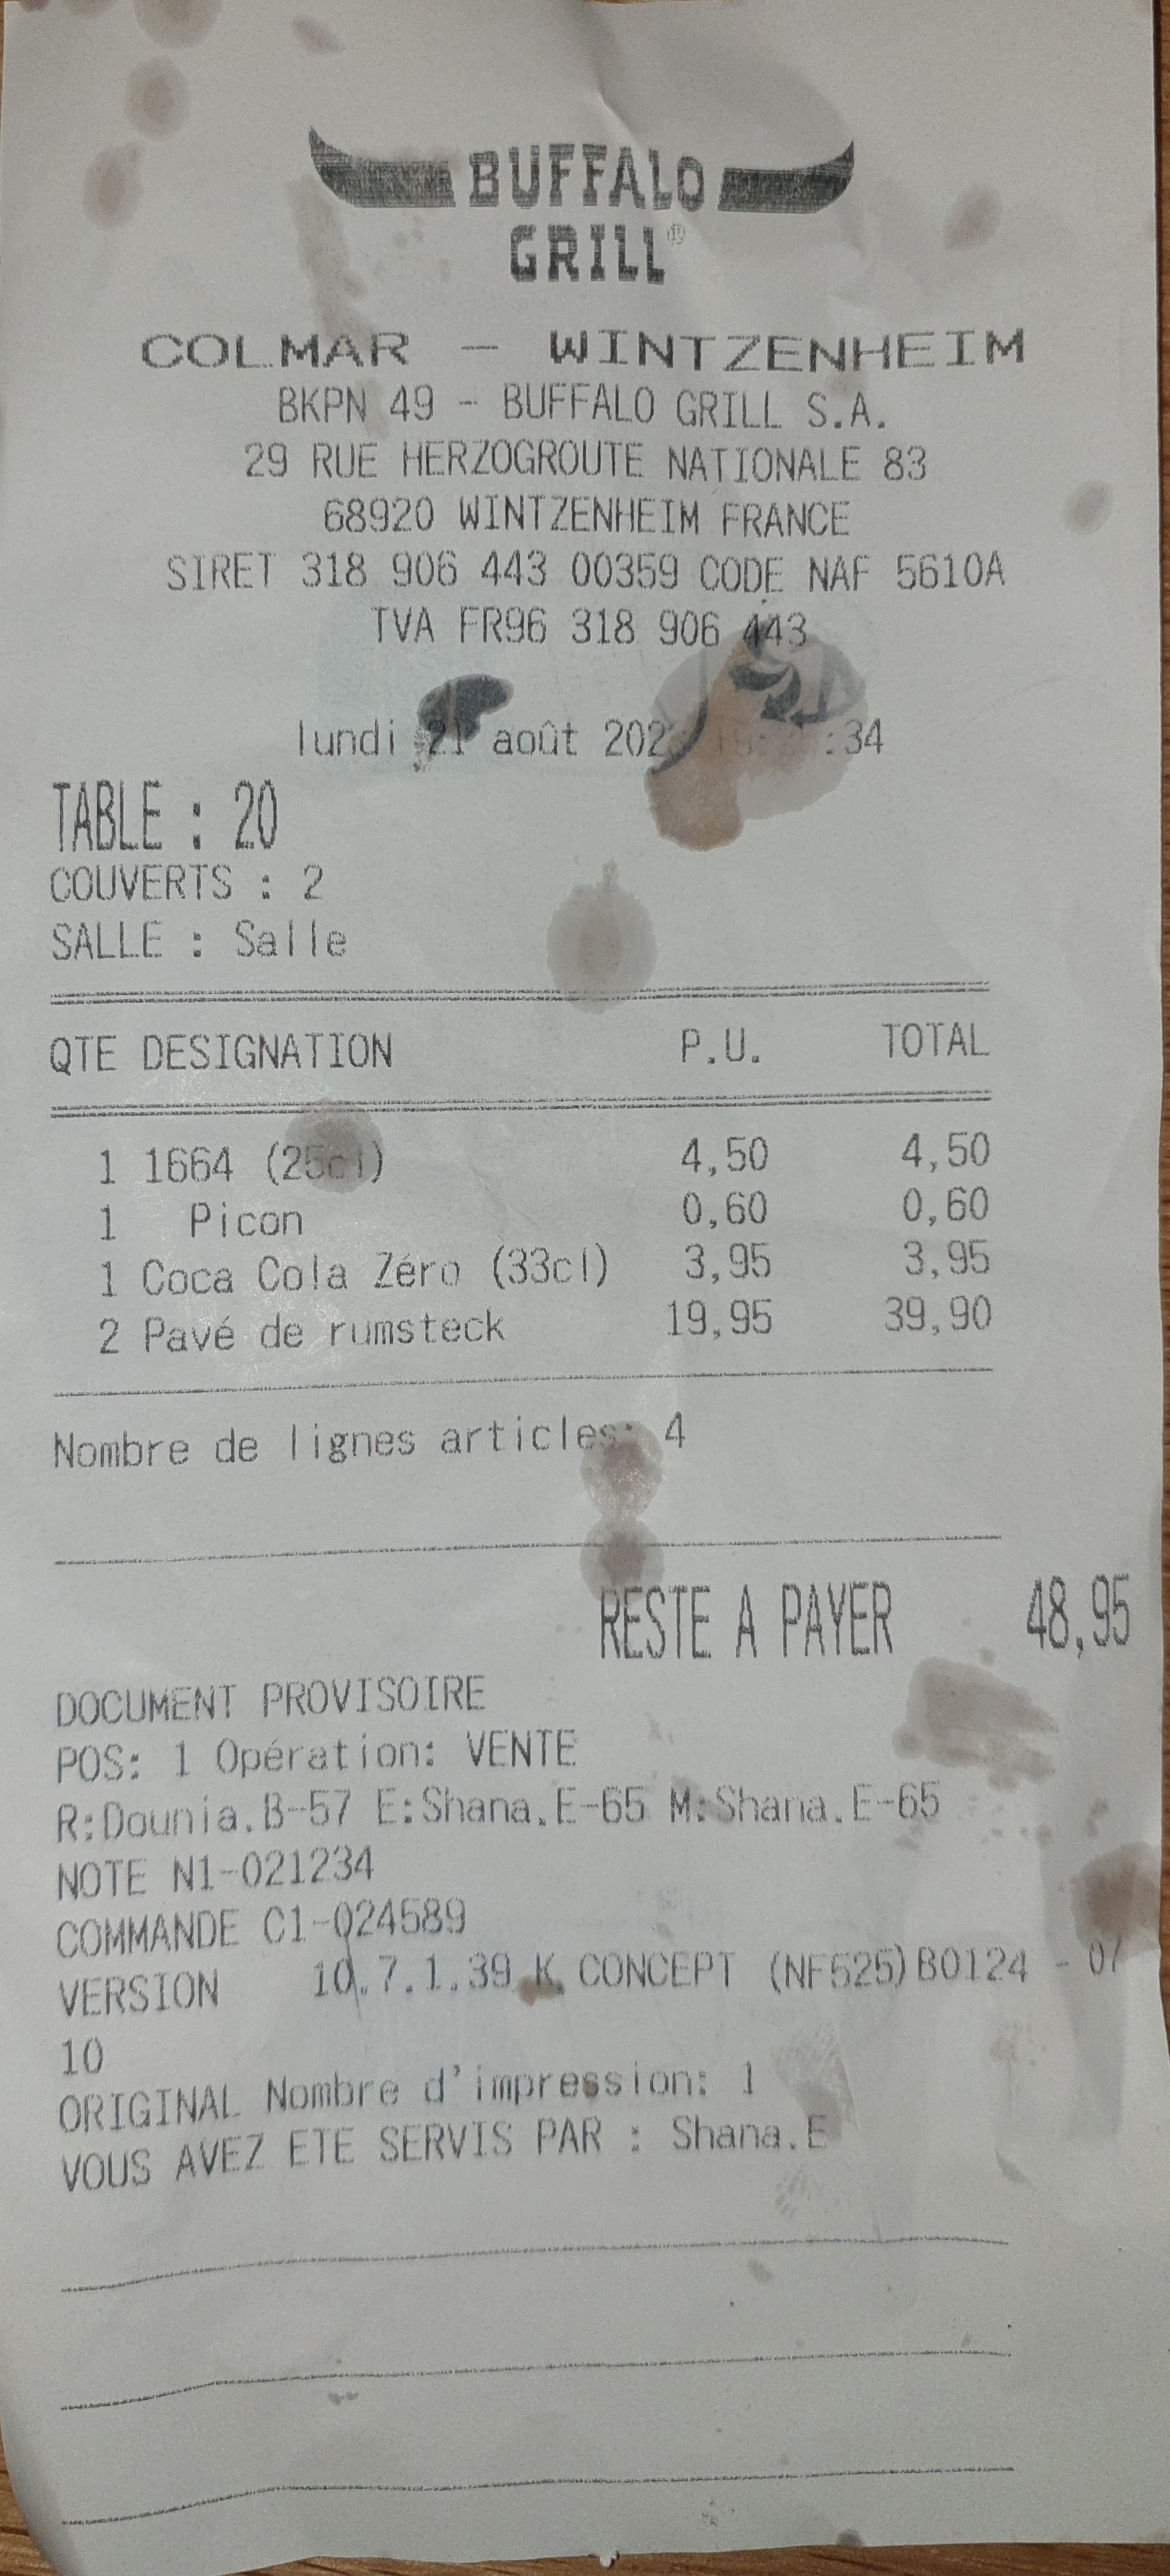 BUFFALO
GRILL®
COLMAR - WINTZENHEIM
BKPN 49 - BUFFALO GRILL S.A.
29 RUE HERZOGROUTE NATIONALE 83
68920 WINTZENHEIM FRANCE
SIRET 318 906 443 00359 CODE NAF 5610A
TVA FR96 318 906 443
lundi 21 août
TABLE : 20
COUVERTS : 2
SALLE : Salle
QTE DESIGNATION P.U. TOTAL
1 1664 (25cl) 4,50 4,50
1 Picon 0,60 0,60
1 Coca Cola Zéro (33cl) 3,95 3,95
2 Pavé de rumsteck 19,95 39,90
Nombre de lignes articles: 4
RESTE A PAYER 48,95
DOCUMENT PROVISOIRE
POS: 1 Opération: VENTE
R:Dounia.B-57 E:Shana.E-65 M:Shana.E-65
NOTE N1-021234
COMMANDE C1-024589
VERSION 10.7.1.39 K. CONCEPT (NF525) B0124 -
10
ORIGINAL Nombre d'impression: 1
VOUS AVEZ ETE SERVIS PAR : Shana.E